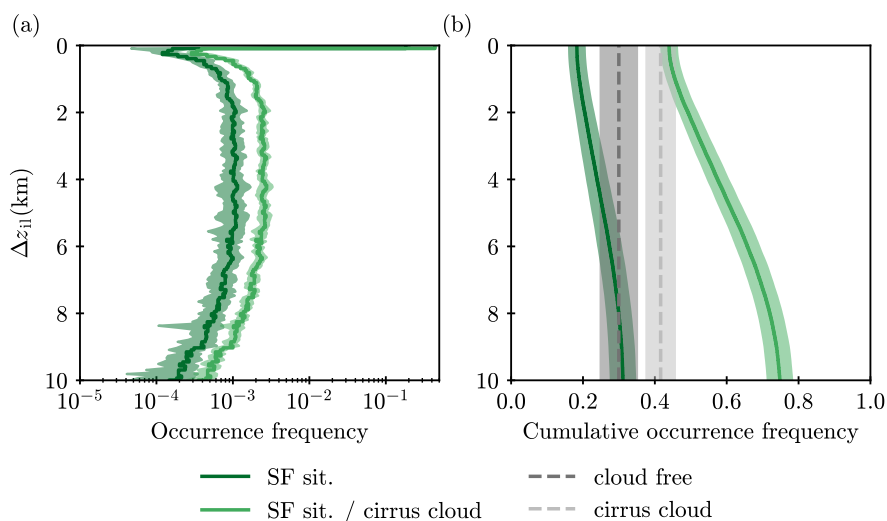 (a)
(b)
0
2
4
6
8
10
Δz_il(km)
10^−5
10^−4
10^−3
10^−2
10^−1
Occurrence frequency
0
2
4
6
8
10
0.0
0.2
0.4
0.6
0.8
1.0
Cumulative occurrence frequency
SF sit.
SF sit. / cirrus cloud
cloud free
cirrus cloud